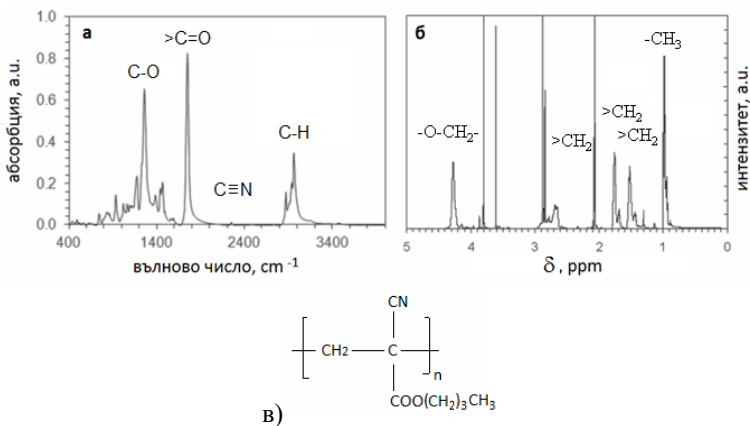 а
>C=O
C-O
C-H
C≡N
абсорбция, a.u.
1.0
0.8
0.6
0.4
0.2
0.0
400 1400 2400 3400
вълново число, cm⁻¹
б
-CH₃
-O-CH₂-
>CH₂
>CH₂
>CH₂
интензитет, a.u.
5 4 3 2 1 0
δ, ppm
CN
CH₂ C
n
COO(CH₂)₃CH₃
в)